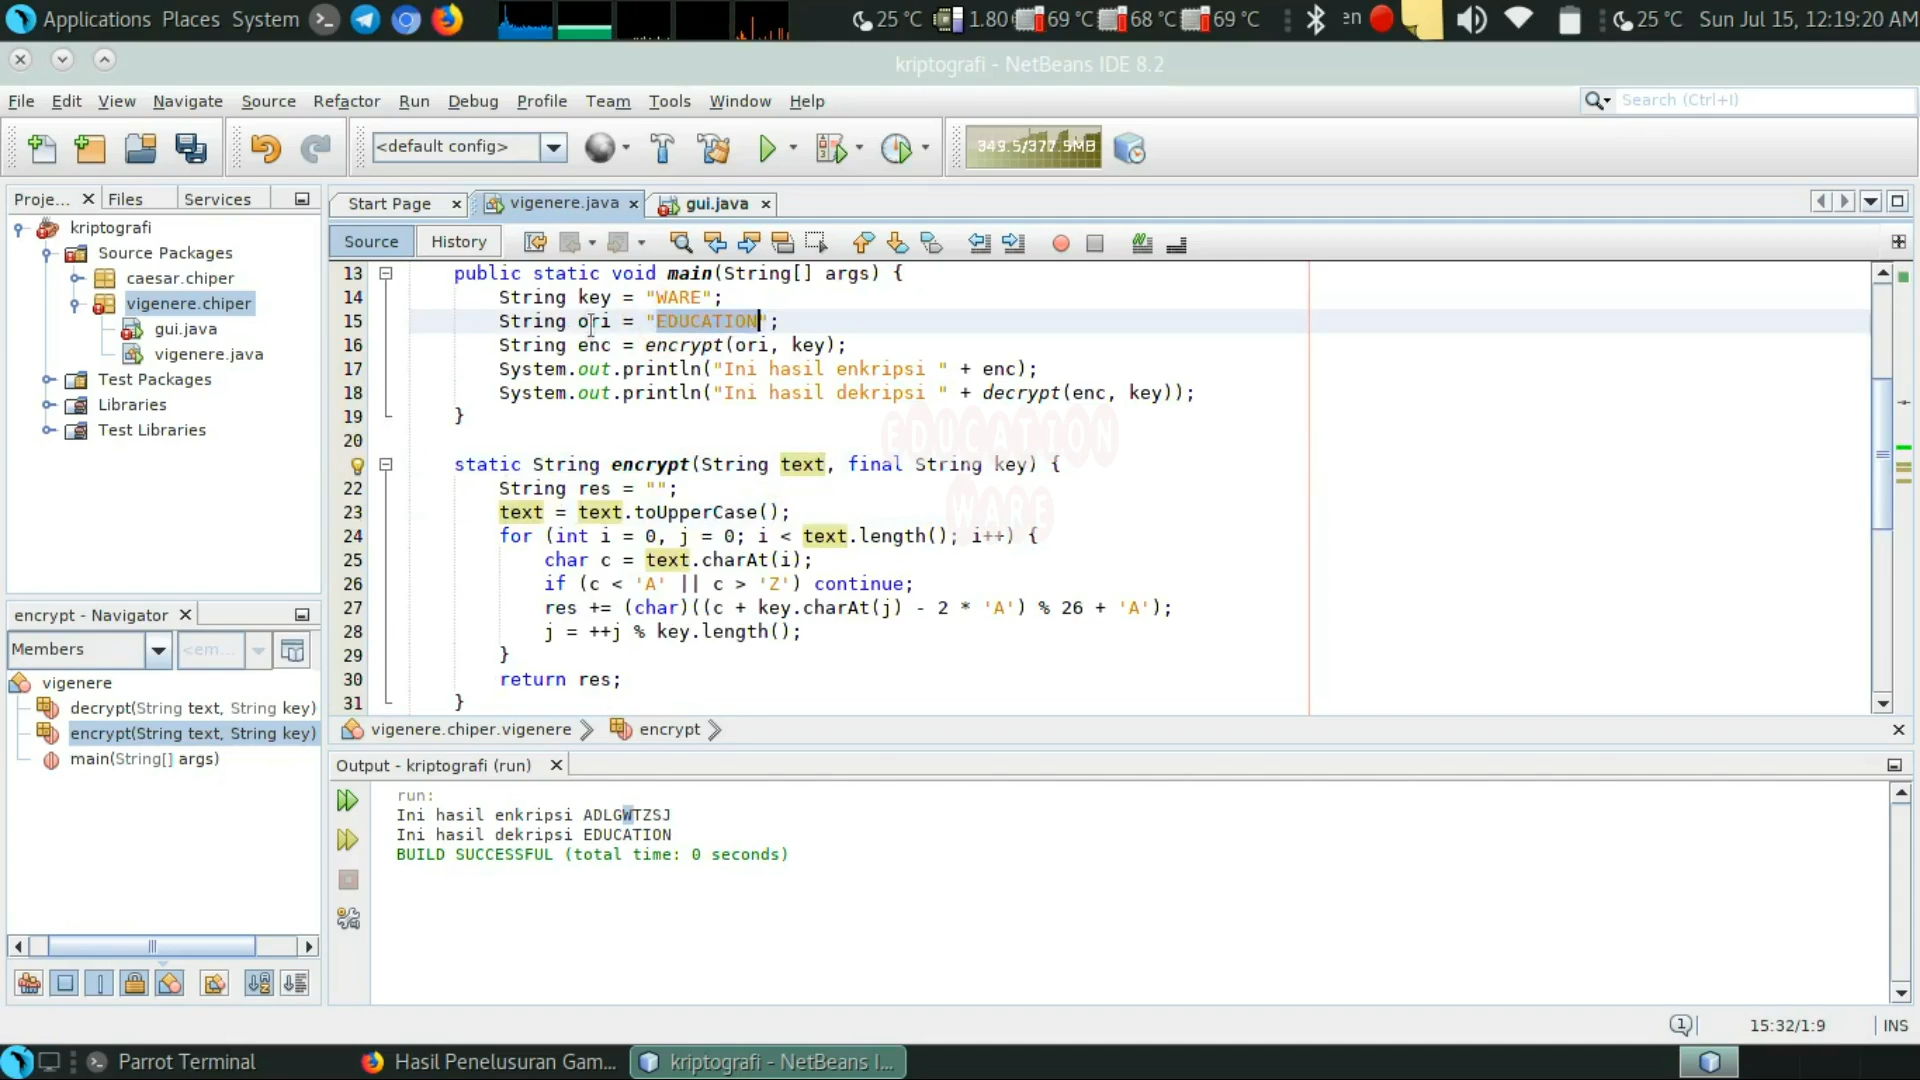 Applications Places System
25 °C 1.80 69 °C 68 °C 69 °C en 25 °C Sun Jul 15, 12:19:20 AM
kriptografi - NetBeans IDE 8.2
File Edit View Navigate Source Refactor Run Debug Profile Team Tools Window Help
Search (Ctrl+I)
<default config>
349.5/377.5MB
Proje... Files Services
Start Page vigenere.java gui.java
kriptografi
Source Packages
caesar.chiper
vigenere.chiper
gui.java
vigenere.java
Test Packages
Libraries
Test Libraries
Source History
13 public static void main(String[] args) {
14 String key = "WARE";
15 String ori = "EDUCATION";
16 String enc = encrypt(ori, key);
17 System.out.println("Ini hasil enkripsi " + enc);
18 System.out.println("Ini hasil dekripsi " + decrypt(enc, key));
19 }
20
static String encrypt(String text, final String key) {
22 String res = "";
23 text = text.toUpperCase();
24 for (int i = 0, j = 0; i < text.length(); i++) {
25 char c = text.charAt(i);
26 if (c < 'A' || c > 'Z') continue;
27 res += (char)((c + key.charAt(j) - 2 * 'A') % 26 + 'A');
28 j = ++j % key.length();
29 }
30 return res;
31 }
EDUCATION
WARE
vigenere.chiper.vigenere encrypt
encrypt - Navigator
Members <em...
vigenere
decrypt(String text, String key)
encrypt(String text, String key)
main(String[] args)
Output - kriptografi (run)
run:
Ini hasil enkripsi ADLGWTZSJ
Ini hasil dekripsi EDUCATION
BUILD SUCCESSFUL (total time: 0 seconds)
1 15:32/1:9 INS
Parrot Terminal Hasil Penelusuran Gam... kriptografi - NetBeans I...